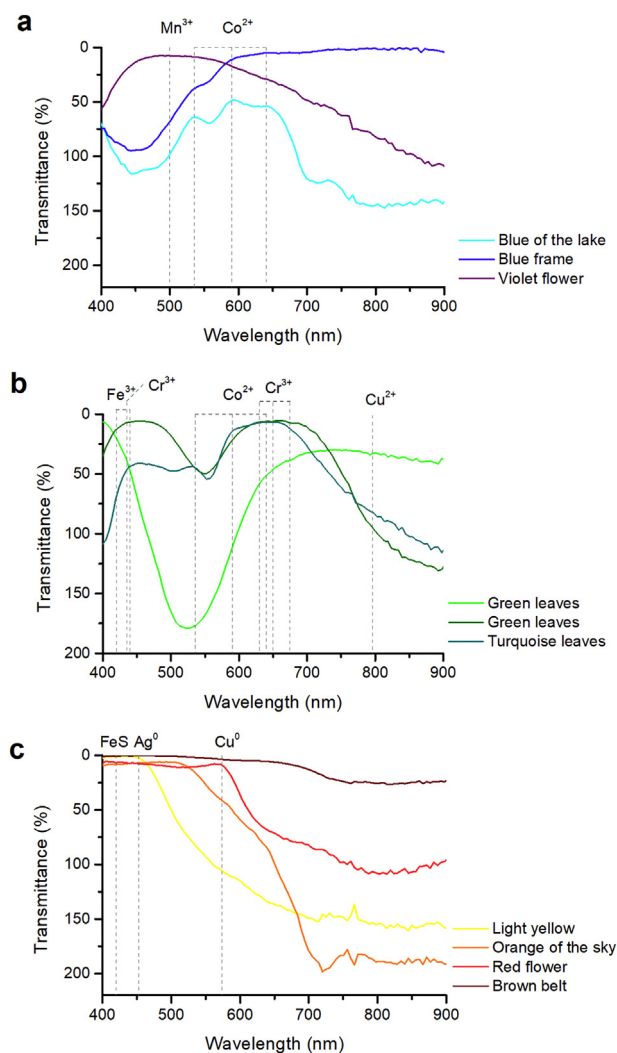 a
Mn3+ Co2+
0
50
100
150
200
Transmittance (%)
400 500 600 700 800 900
Wavelength (nm)
Blue of the lake
Blue frame
Violet flower
b
Fe3+ Cr3+ Co2+ Cr3+ Cu2+
0
50
100
150
200
Transmittance (%)
400 500 600 700 800 900
Wavelength (nm)
Green leaves
Green leaves
Turquoise leaves
c
FeS Ag0 Cu0
0
50
100
150
200
Transmittance (%)
400 500 600 700 800 900
Wavelength (nm)
Light yellow
Orange of the sky
Red flower
Brown belt